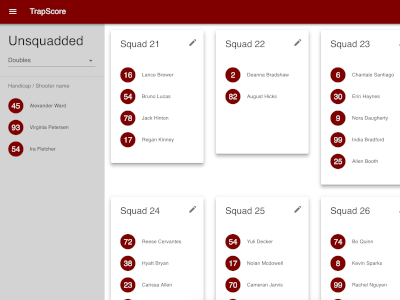 TrapScore
Unsquadded
Doubles
Handicap / Shooter name
45 Alexander Ward
93 Virginia Petersen
54 Ira Fletcher
Squad 21
16 Lance Brewer
54 Bruno Lucas
78 Jack Hinton
17 Regan Kinney
Squad 22
2 Deanna Bradshaw
82 August Hicks
Squad 23
6 Chantale Santiago
30 Erin Haynes
9 Nora Daugherty
99 India Bradford
25 Allen Booth
Squad 24
72 Reese Cervantes
38 Hyatt Bryan
23 Carissa Allen
Squad 25
54 Yuli Decker
17 Nolan Mcdowell
70 Cameran Jarvis
Squad 26
74 Bo Quinn
8 Kevin Sparks
99 Rachel Nguyen